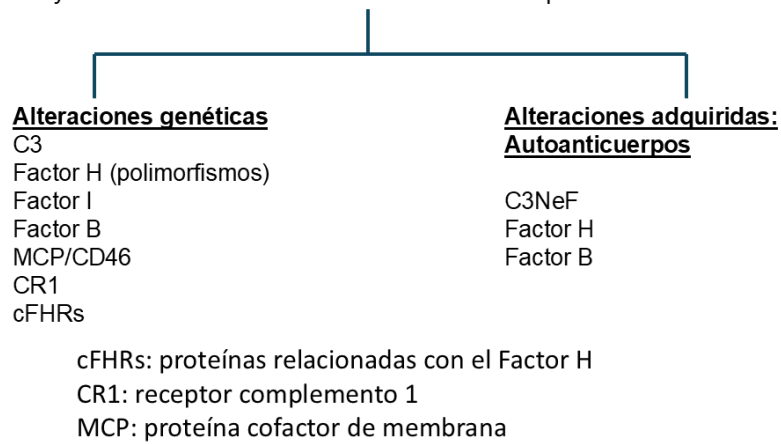 Alteraciones genéticas
C3
Factor H (polimorfismos)
Factor I
Factor B
MCP/CD46
CR1
cFHRs
Alteraciones adquiridas:
Autoanticuerpos
C3NeF
Factor H
Factor B
cFHRs: proteínas relacionadas con el Factor H
CR1: receptor complemento 1
MCP: proteína cofactor de membrana